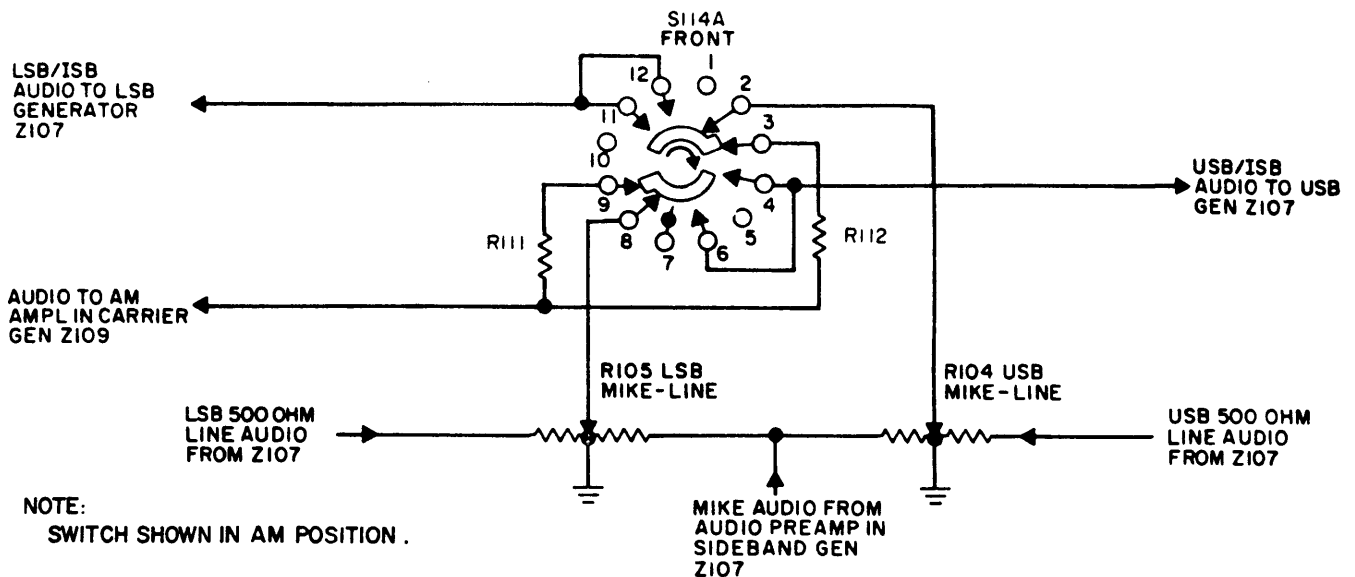 S114A
FRONT
1
12
2
11
3
10
4
9
5
8
7
6
LSB/ISB
AUDIO TO LSB
GENERATOR
Z107
USB/ISB
AUDIO TO USB
GEN Z107
R111
R112
AUDIO TO AM
AMPL IN CARRIER
GEN Z109
R105 LSB
MIKE-LINE
R104 USB
MIKE-LINE
LSB 500 OHM
LINE AUDIO
FROM Z107
USB 500 OHM
LINE AUDIO
FROM Z107
MIKE AUDIO FROM
AUDIO PREAMP IN
SIDEBAND GEN
Z107
NOTE:
SWITCH SHOWN IN AM POSITION.